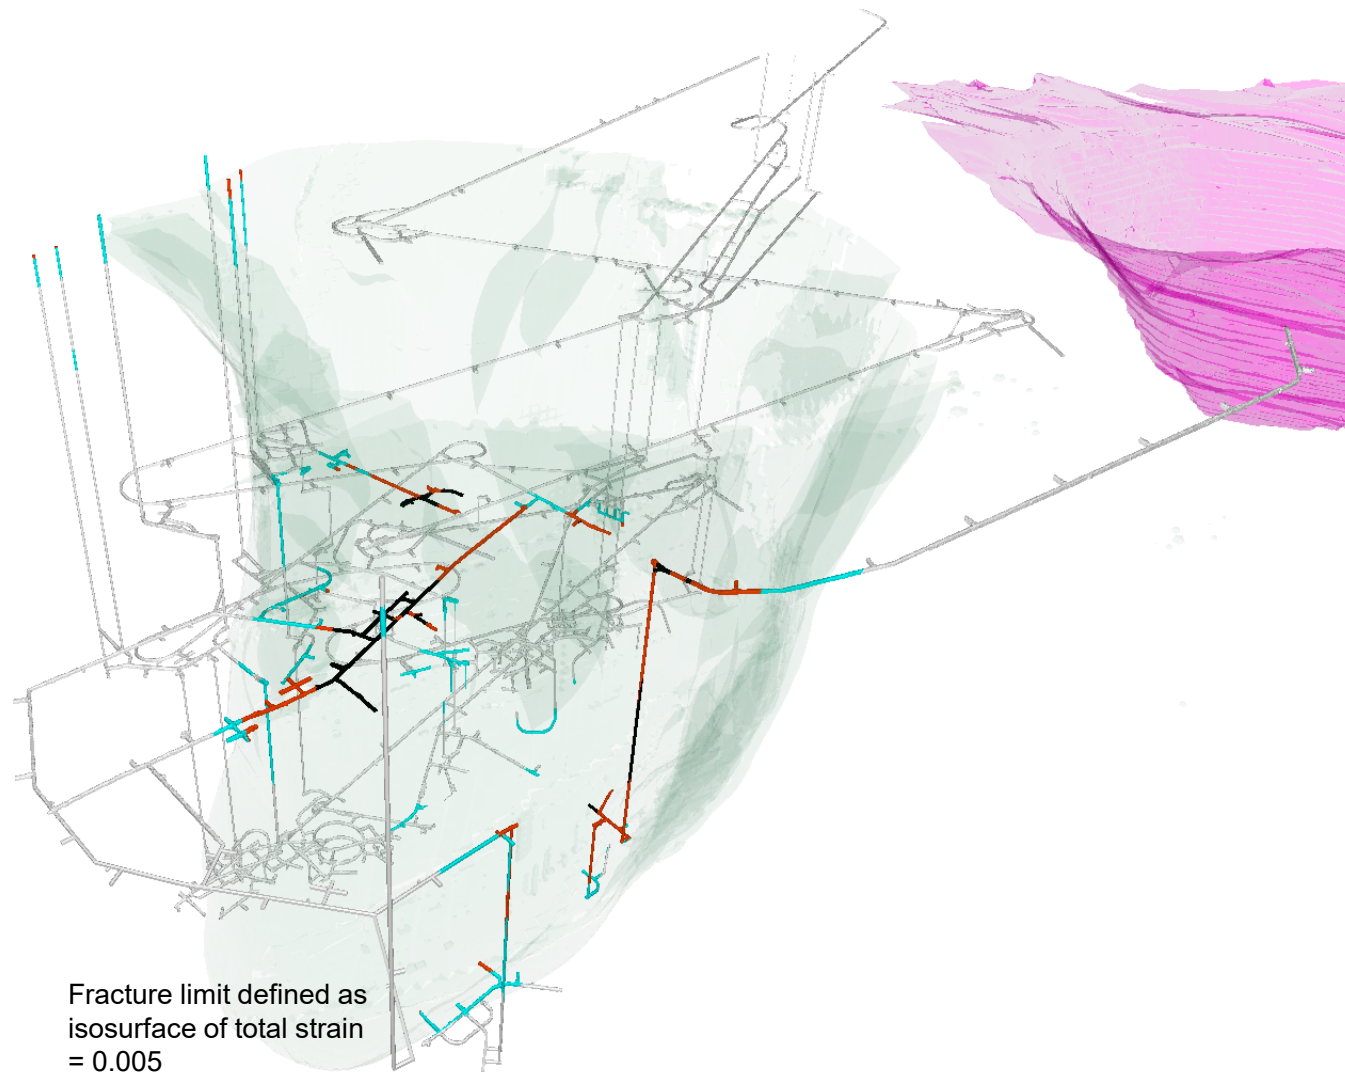 Fracture limit defined as
isosurface of total strain
= 0.005